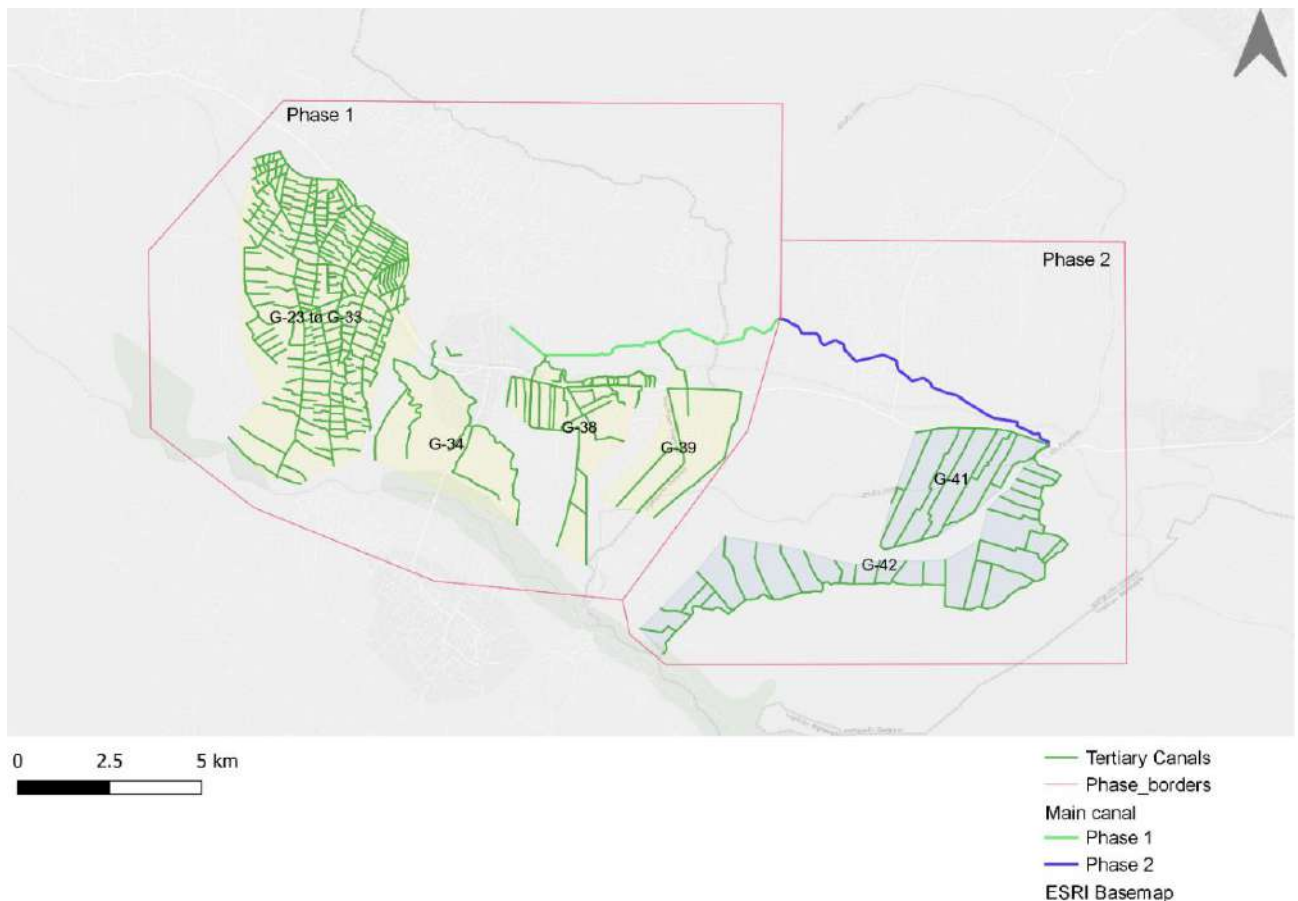 Phase 1
Phase 2
G-23 to G-33
G-34
G-38
G-39
G-41
G-42
0 2.5 5 km
Tertiary Canals
Phase_borders
Main canal
Phase 1
Phase 2
ESRI Basemap